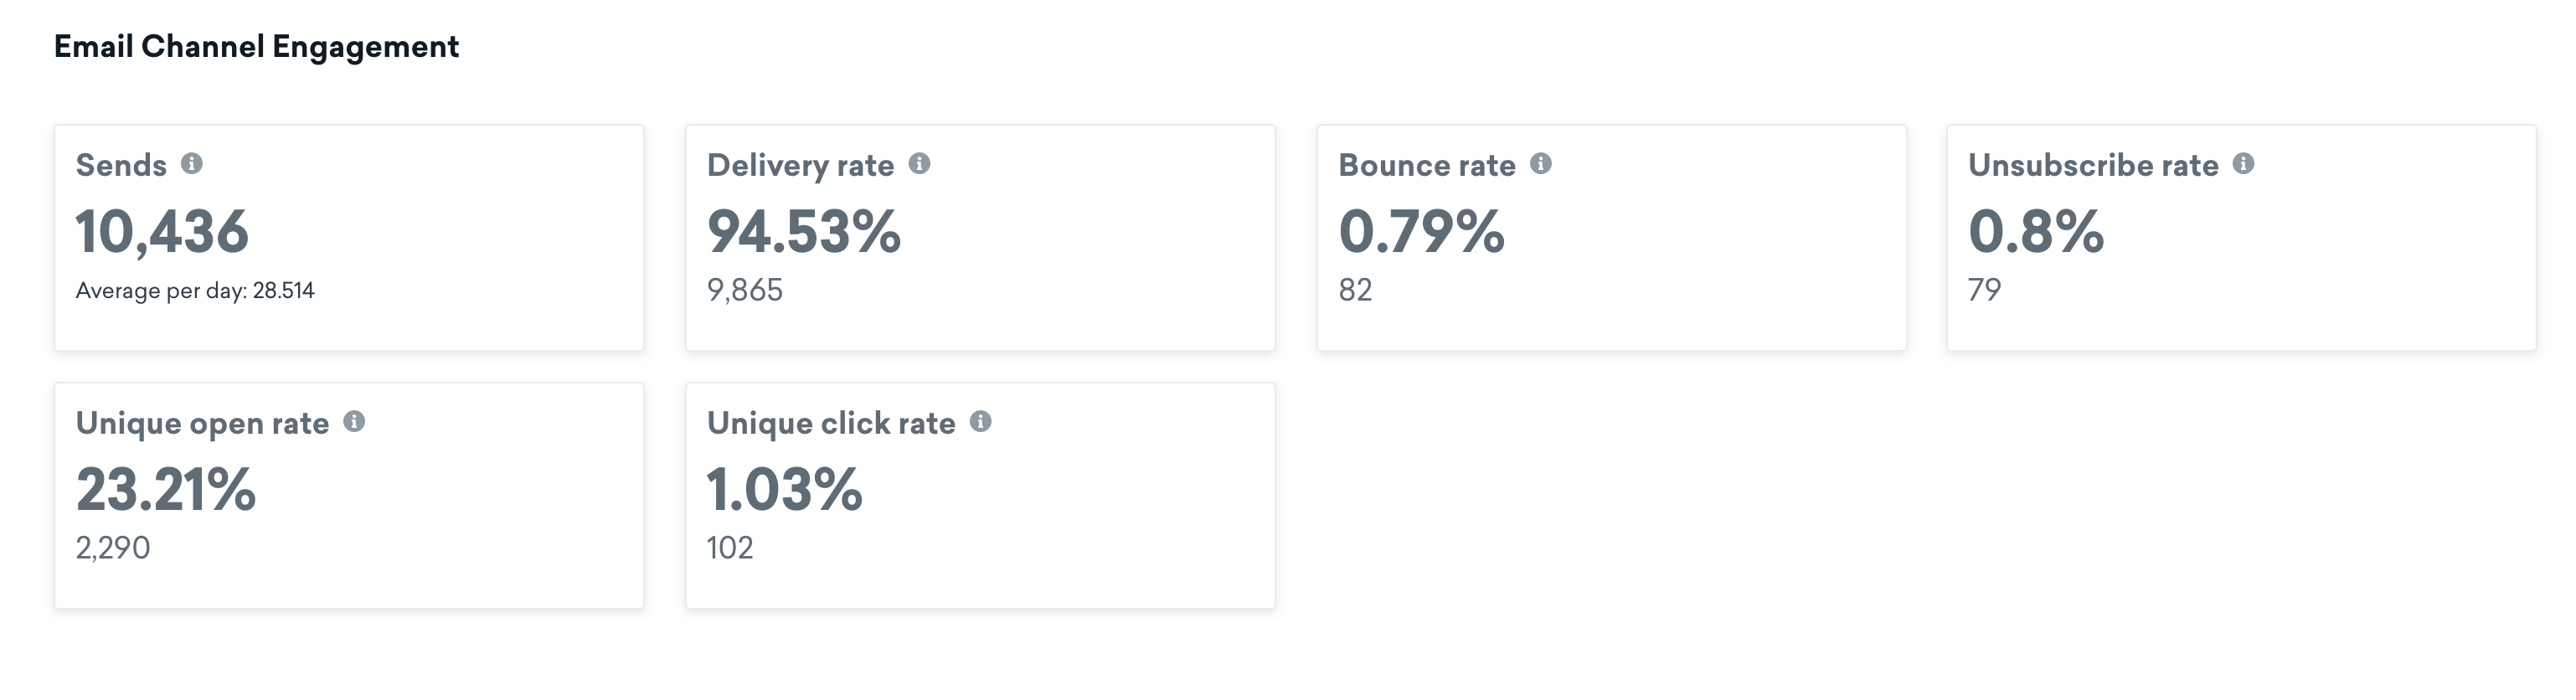 Email Channel Engagement
Sends
10,436
Average per day: 28.514
Delivery rate
94.53%
9,865
Bounce rate
0.79%
82
Unsubscribe rate
0.8%
79
Unique open rate
23.21%
2,290
Unique click rate
1.03%
102